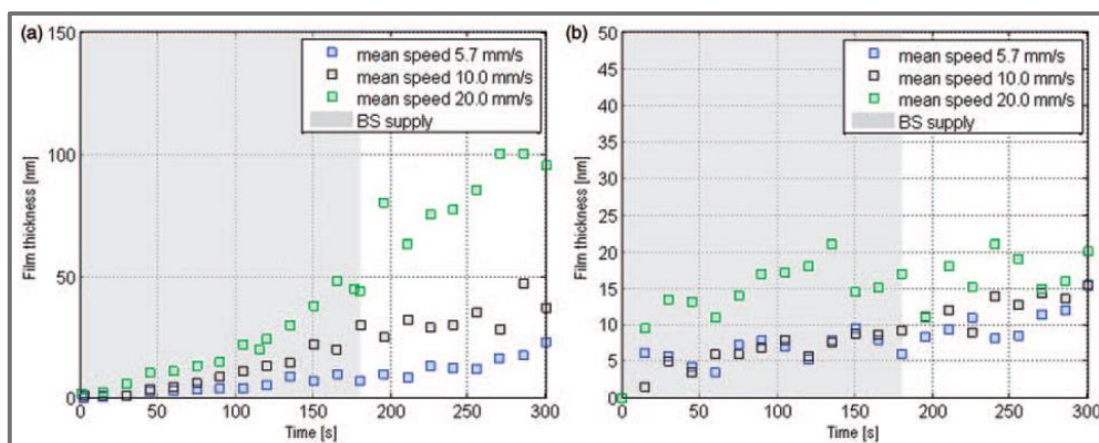 (a)
150
100
50
0
Film thickness [nm]
mean speed 5.7 mm/s
mean speed 10.0 mm/s
mean speed 20.0 mm/s
BS supply
0 50 100 150 200 250 300
Time [s]
(b)
50
45
40
35
30
25
20
15
10
5
0
Film thickness [nm]
mean speed 5.7 mm/s
mean speed 10.0 mm/s
mean speed 20.0 mm/s
BS supply
0 50 100 150 200 250 300
Time [s]